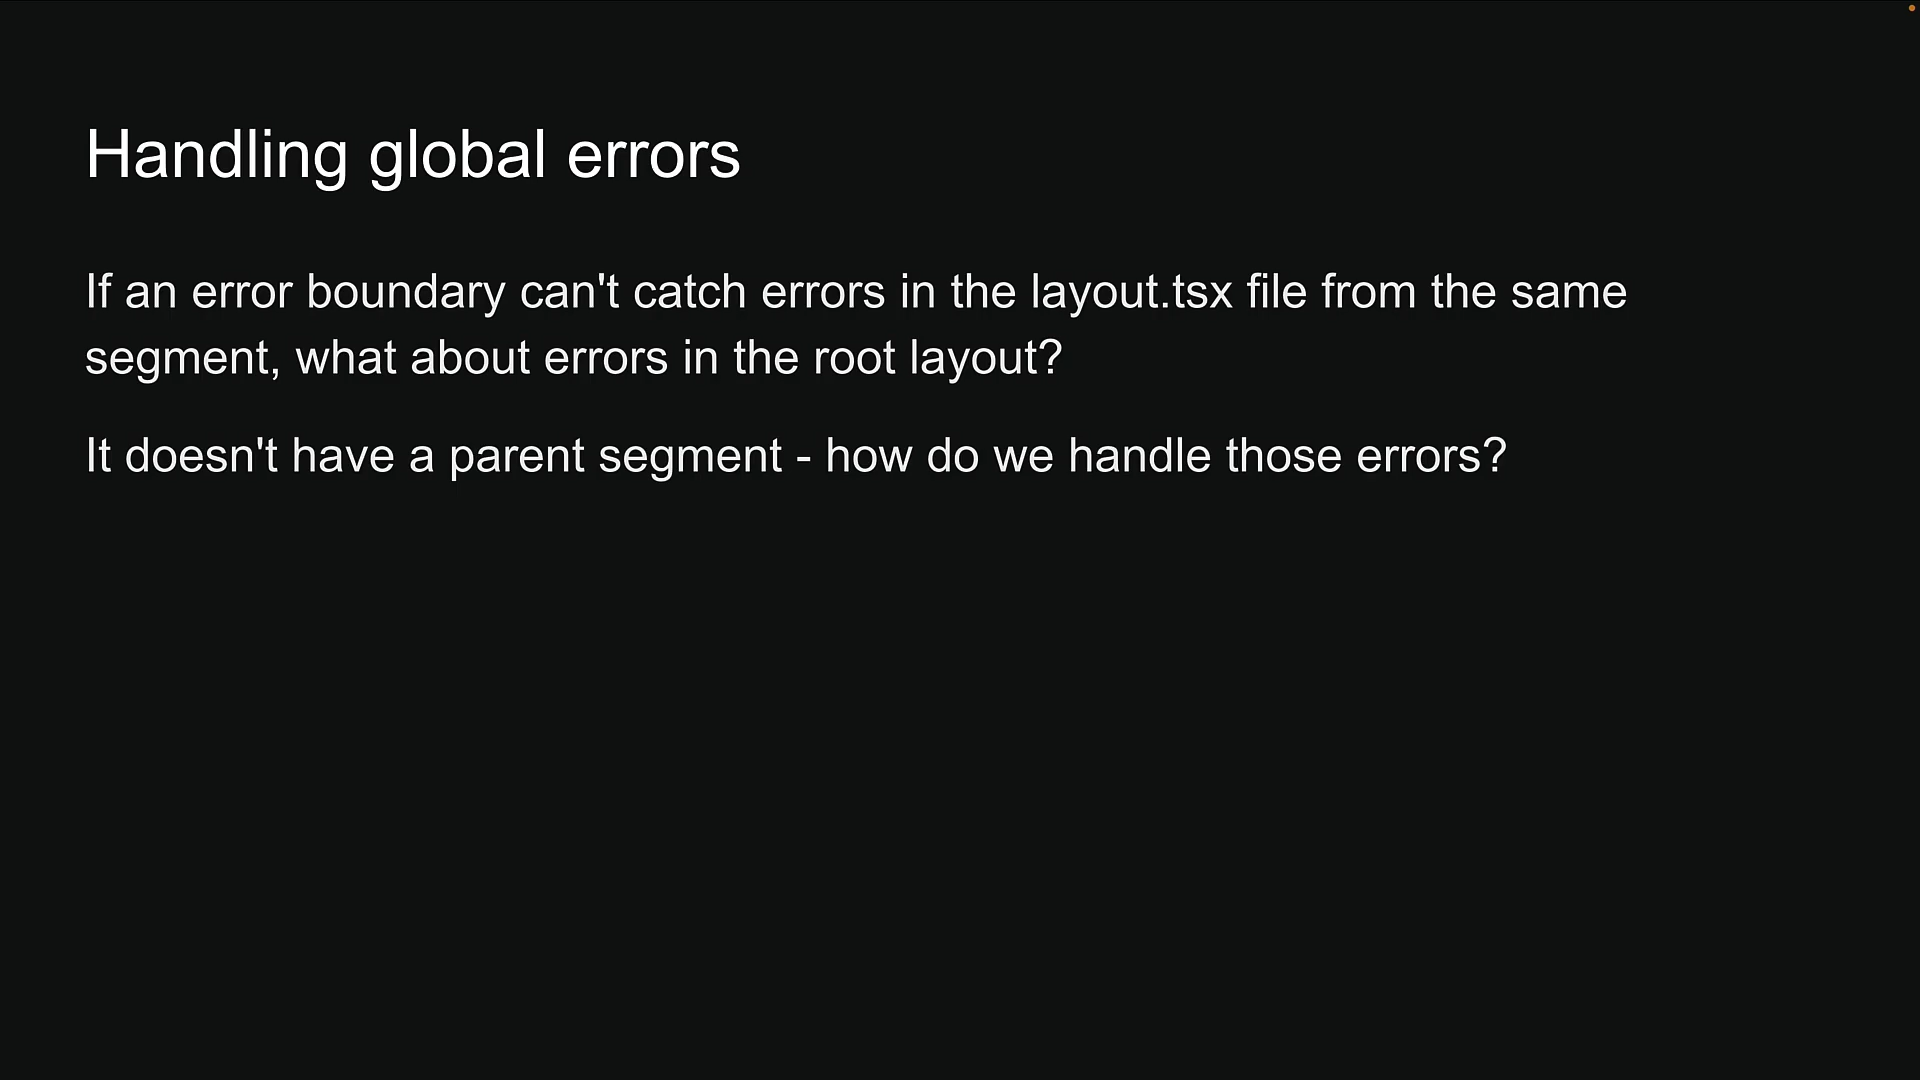 Handling global errors
If an error boundary can't catch errors in the layout.tsx file from the same
segment, what about errors in the root layout?
It doesn't have a parent segment - how do we handle those errors?